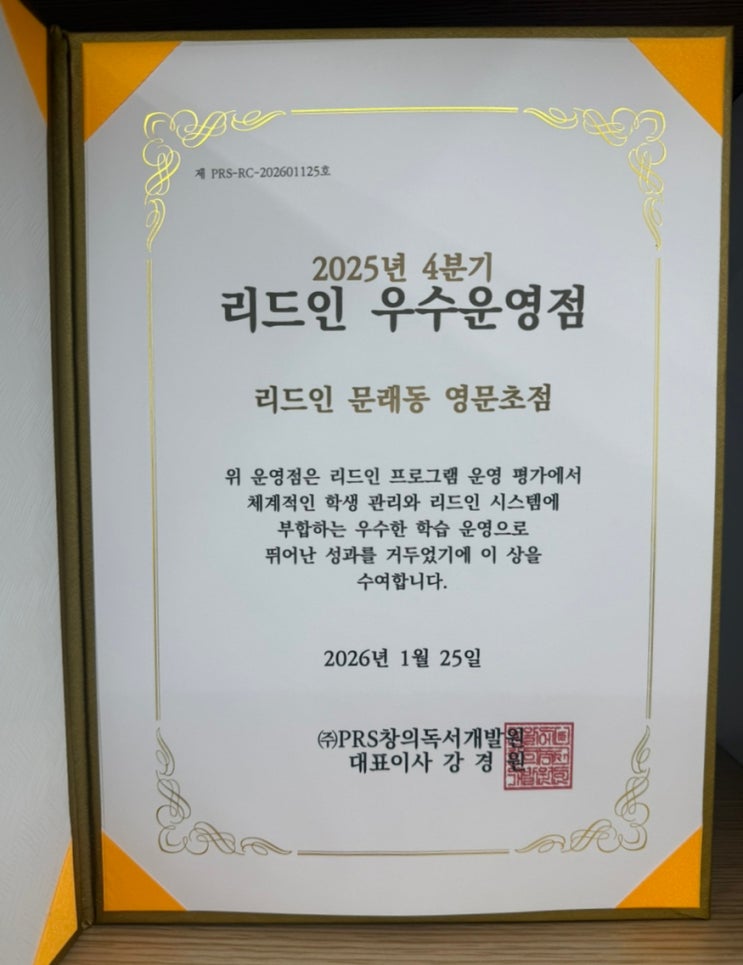 제 PRS-RC-202601125호
2025년 4분기
리드인 우수운영점
리드인 문래동 영문초점
위 운영점은 리드인 프로그램 운영 평가에서
체계적인 학생 관리와 리드인 시스템에
부합하는 우수한 학습 운영으로
뛰어난 성과를 거두었기에 이 상을
수여합니다.
2026년 1월 25일
㈜PRS창의독서개발원
대표이사 강 경 원